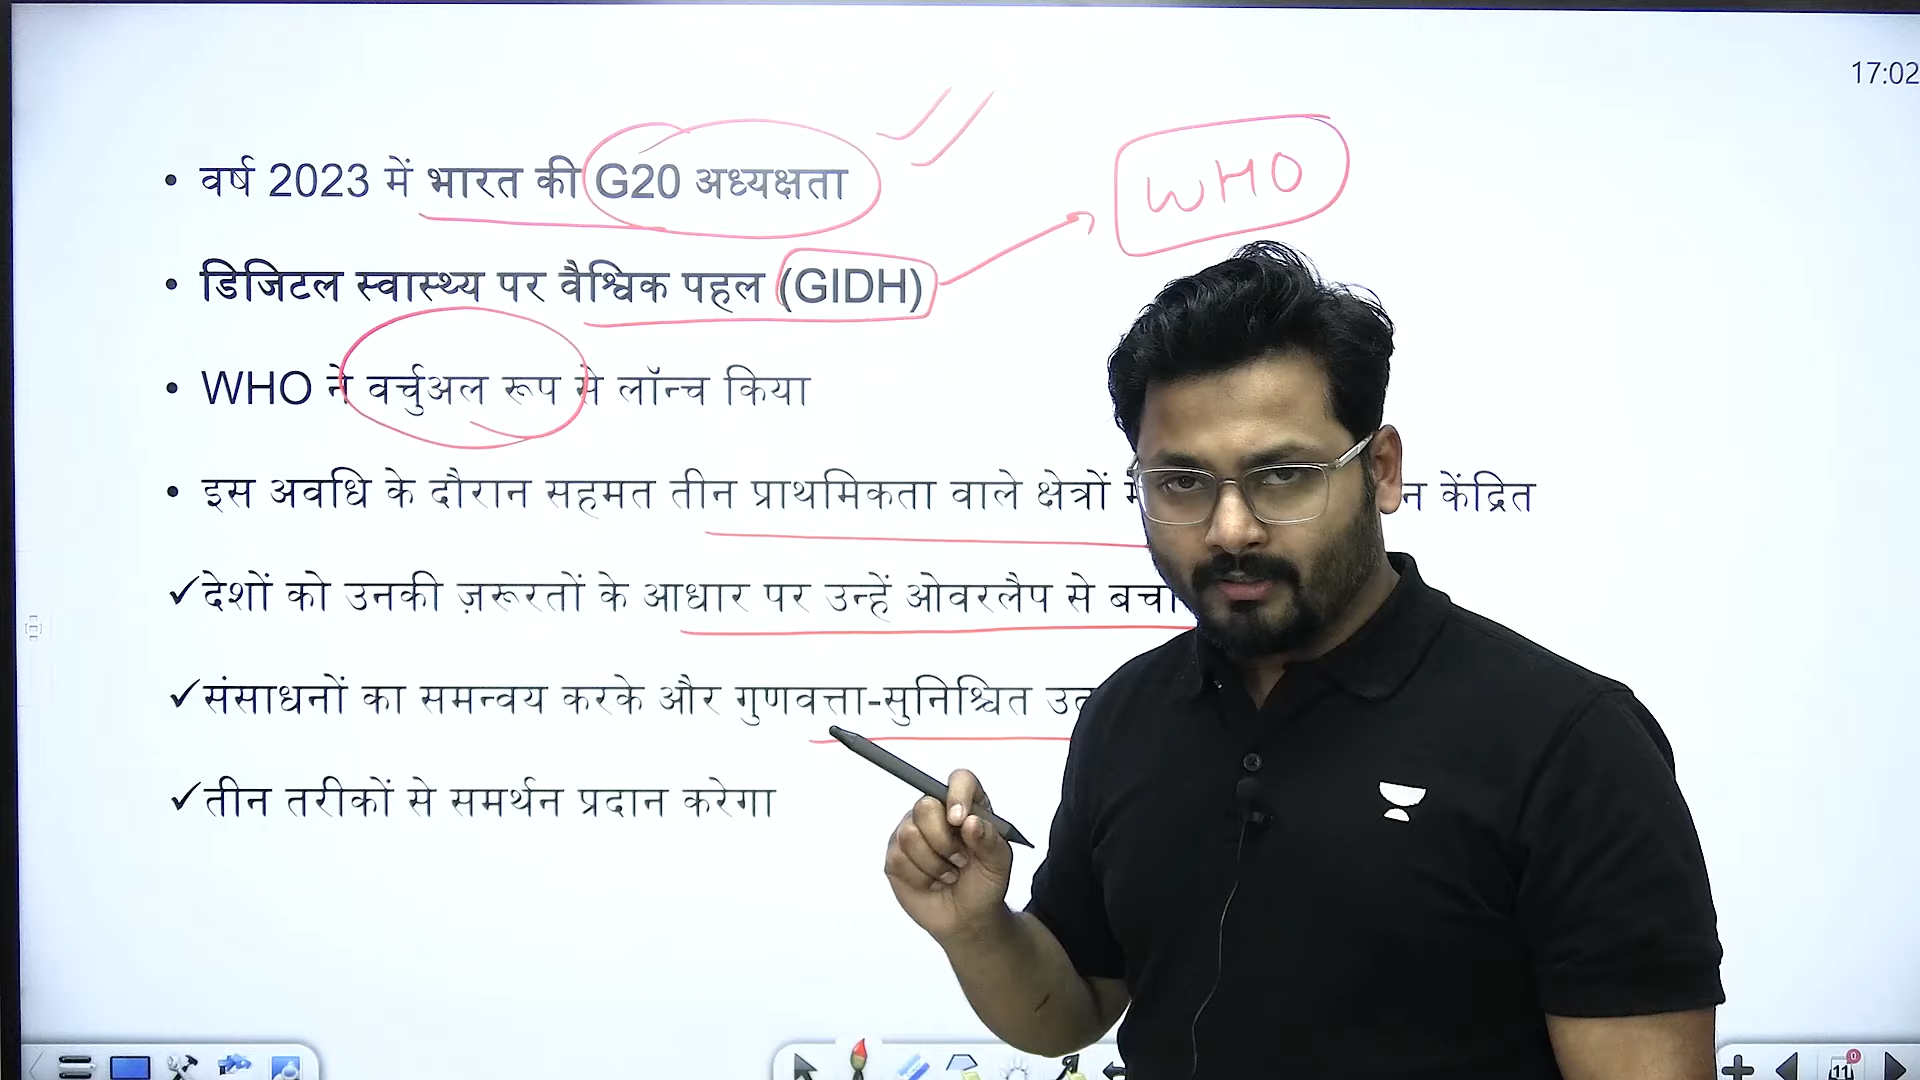 17:02
• वर्ष 2023 में भारत की G20 अध्यक्षता
WHO
• डिजिटल स्वास्थ्य पर वैश्विक पहल (GIDH)
• WHO ने वर्चुअल रूप से लॉन्च किया
• इस अवधि के दौरान सहमत तीन प्राथमिकता वाले क्षेत्रों केंद्रित
✓देशों को उनकी ज़रूरतों के आधार पर उन्हें ओवरलैप से
✓संसाधनों का समन्वय करके और गुणवत्ता-सुनिश्चित
✓तीन तरीकों से समर्थन प्रदान करेगा
11
0